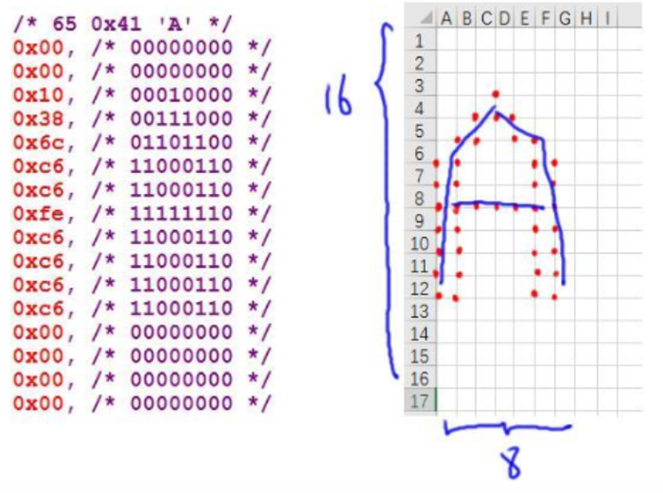 /* 65 0x41 'A' */
0x00, /* 00000000 */
0x00, /* 00000000 */
0x10, /* 00010000 */
0x38, /* 00111000 */
0x6c, /* 01101100 */
0xc6, /* 11000110 */
0xc6, /* 11000110 */
0xfe, /* 11111110 */
0xc6, /* 11000110 */
0xc6, /* 11000110 */
0xc6, /* 11000110 */
0xc6, /* 11000110 */
0x00, /* 00000000 */
0x00, /* 00000000 */
0x00, /* 00000000 */
0x00, /* 00000000 */
16
A B C D E F G H I
1
2
3
4
5
6
7
8
9
10
11
12
13
14
15
16
17
8